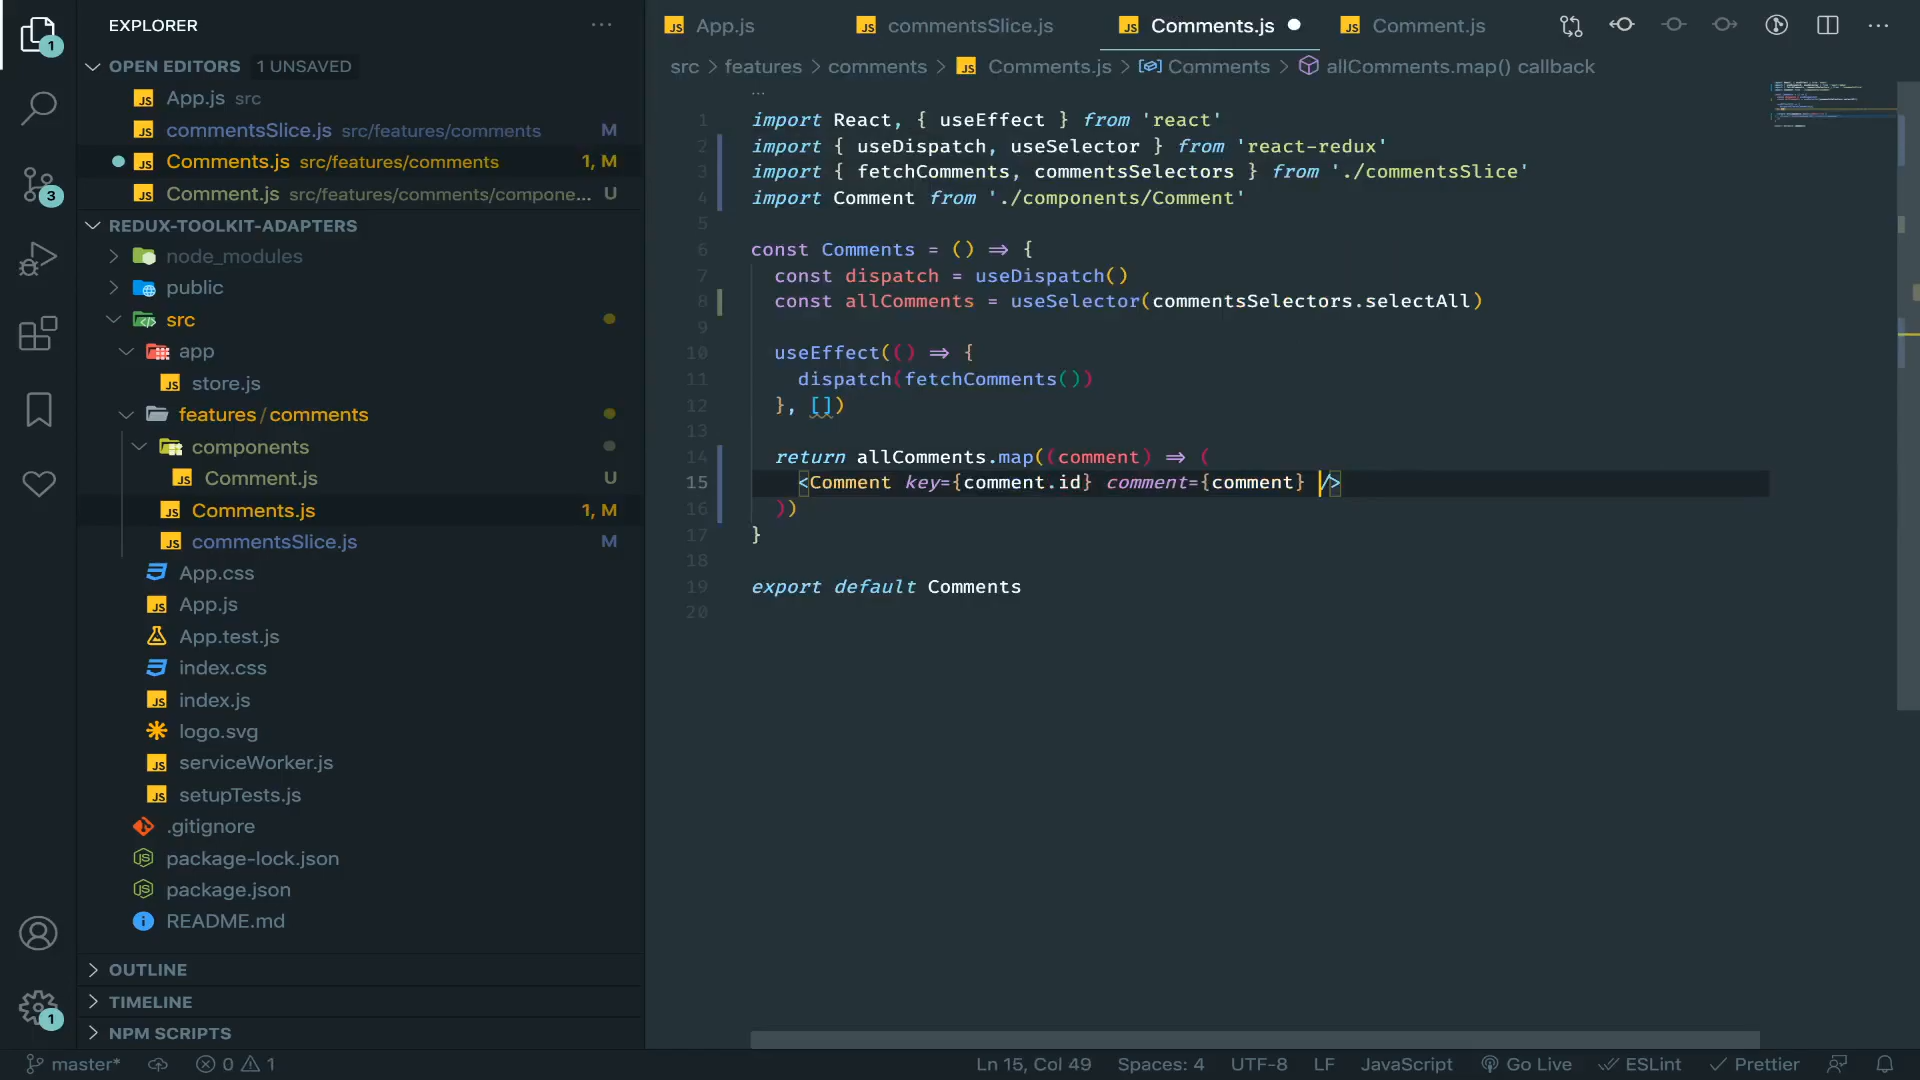 EXPLORER
App.js
commentsSlice.js
Comments.js
Comment.js
1
OPEN EDITORS 1 UNSAVED
App.js src
commentsSlice.js src/features/comments M
Comments.js src/features/comments 1, M
Comment.js src/features/comments/compone... U
3
REDUX-TOOLKIT-ADAPTERS
node_modules
public
src
app
store.js
features/comments
components
Comment.js U
Comments.js 1, M
commentsSlice.js M
App.css
App.js
App.test.js
index.css
index.js
logo.svg
serviceWorker.js
setupTests.js
.gitignore
package-lock.json
package.json
README.md
OUTLINE
TIMELINE
NPM SCRIPTS
1
src > features > comments > JS Comments.js > Comments > allComments.map() callback
...
1 import React, { useEffect } from 'react'
2 import { useDispatch, useSelector } from 'react-redux'
3 import { fetchComments, commentsSelectors } from './commentsSlice'
4 import Comment from './components/Comment'
5
6 const Comments = () => {
7 const dispatch = useDispatch()
8 const allComments = useSelector(commentsSelectors.selectAll)
9
10 useEffect(() => {
11 dispatch(fetchComments())
12 }, [])
13
14 return allComments.map((comment) => (
15 <Comment key={comment.id} comment={comment} />
16 ))
17 }
18
19 export default Comments
20
master* 0 1 Ln 15, Col 49 Spaces: 4 UTF-8 LF JavaScript Go Live ESLint Prettier